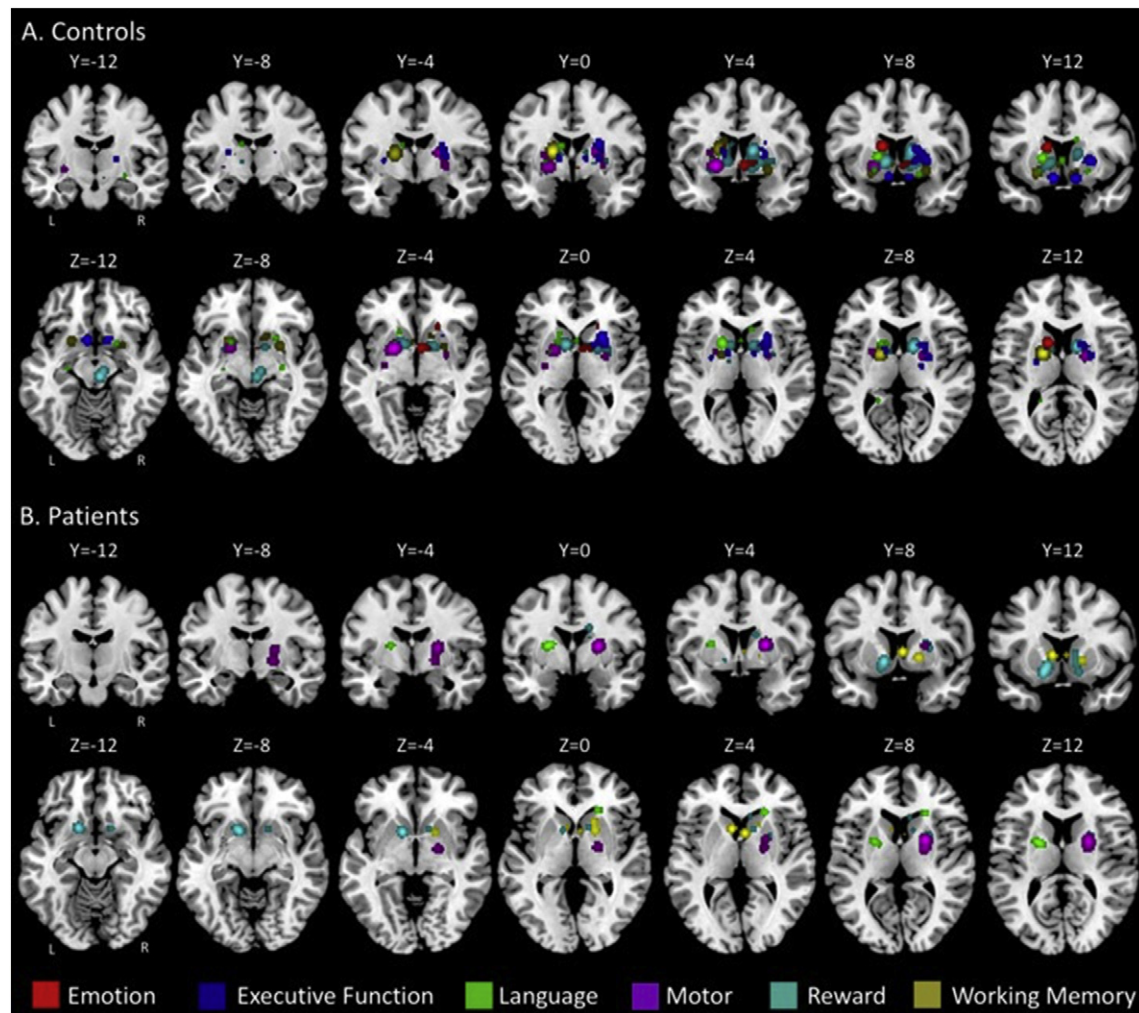 A. Controls
Y=-12 Y=-8 Y=-4 Y=0 Y=4 Y=8 Y=12
L R
Z=-12 Z=-8 Z=-4 Z=0 Z=4 Z=8 Z=12
L R
B. Patients
Y=-12 Y=-8 Y=-4 Y=0 Y=4 Y=8 Y=12
L R
Z=-12 Z=-8 Z=-4 Z=0 Z=4 Z=8 Z=12
L R
Emotion Executive Function Language Motor Reward Working Memory